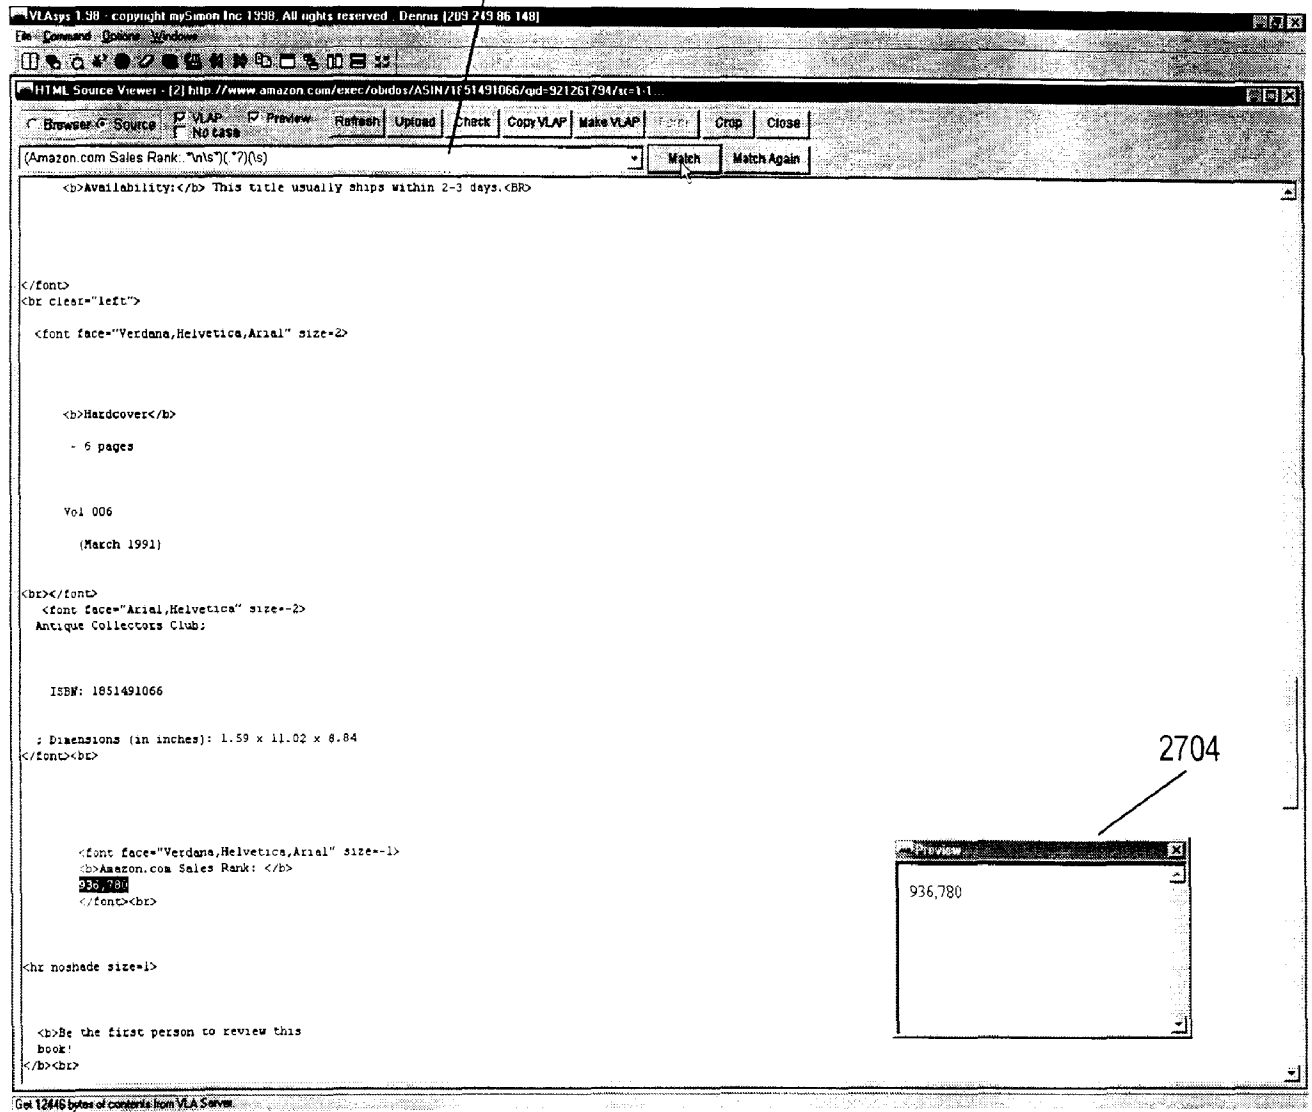 VLAsys 1.98 - copyright mySimon Inc 1998, All rights reserved , Dennis [209 249 86 148]
File Command Options Windows
HTML Source Viewer - [2] http://www.amazon.com/exec/obidos/ASIN/1851491066/qid=921261794/sr=1-1...
Browser Source VLAP Preview Refresh Upload Check Copy VLAP Make VLAP Crop Close
No case
(Amazon.com Sales Rank:.*\n\s*)(.*?)(\s) Match Match Again
<b>Availability:</b> This title usually ships within 2-3 days.<BR>
</font>
<br clear="left">
<font face="Verdana,Helvetica,Arial" size=2>
<b>Hardcover</b>
- 6 pages
Vol 006
(March 1991)
<br></font>
<font face="Arial,Helvetica" size=-2>
Antique Collectors Club;
ISBN: 1851491066
; Dimensions (in inches): 1.59 x 11.02 x 8.84
</font><br>
2704
<font face="Verdana,Helvetica,Arial" size=-1>
<b>Amazon.com Sales Rank: </b>
936,780
</font><br>
Preview
936,780
<hr noshade size=1>
<b>Be the first person to review this
book!
</b><br>
Get 12446 bytes of contents from VLA Server.